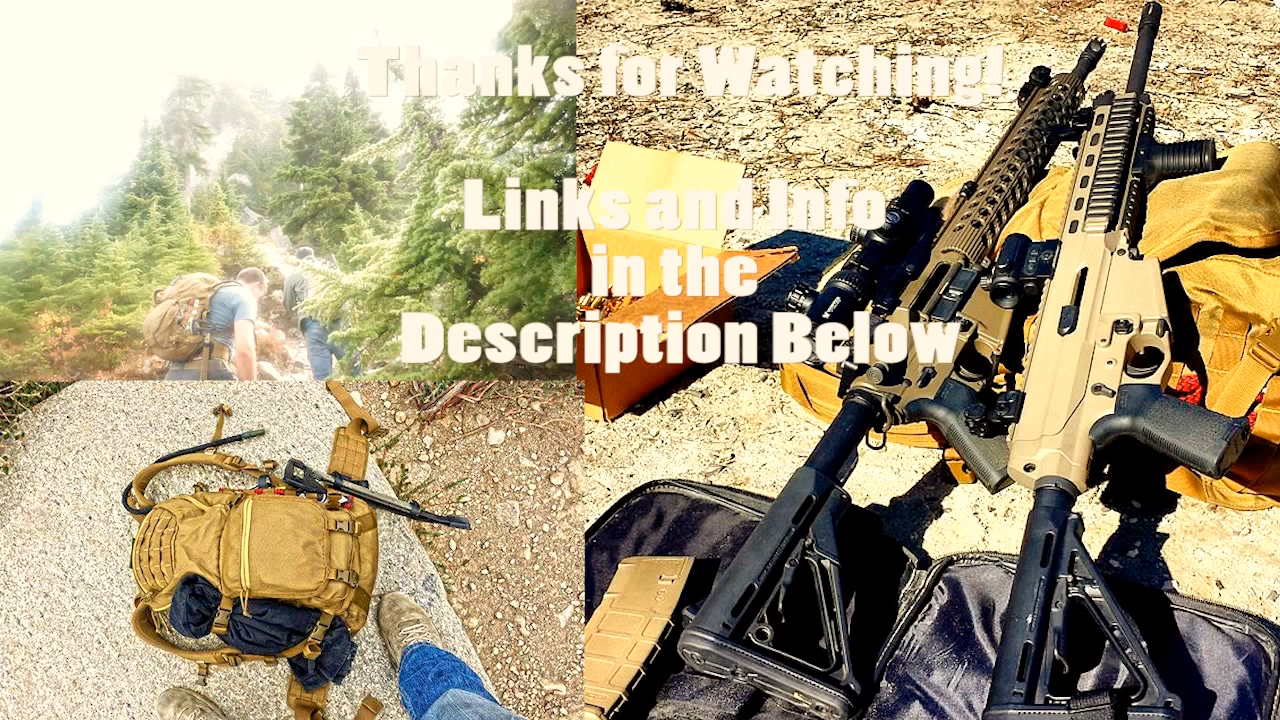 Thanks for Watching!
Links and Info
in the
Description Below